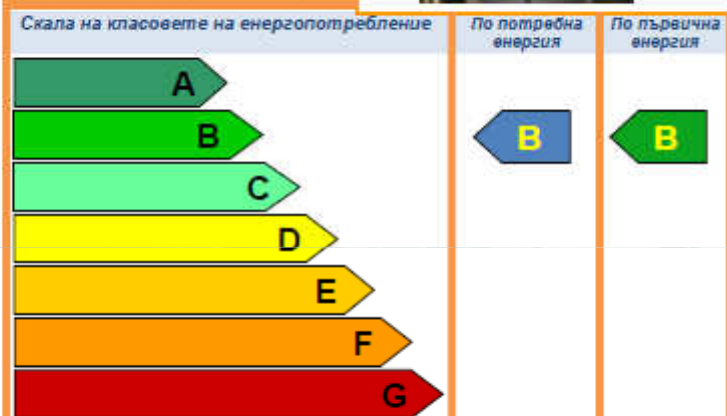 Скала на класовете на енергопотребление
По потребна
енергия
По първична
енергия
A
B
B
B
C
D
E
F
G